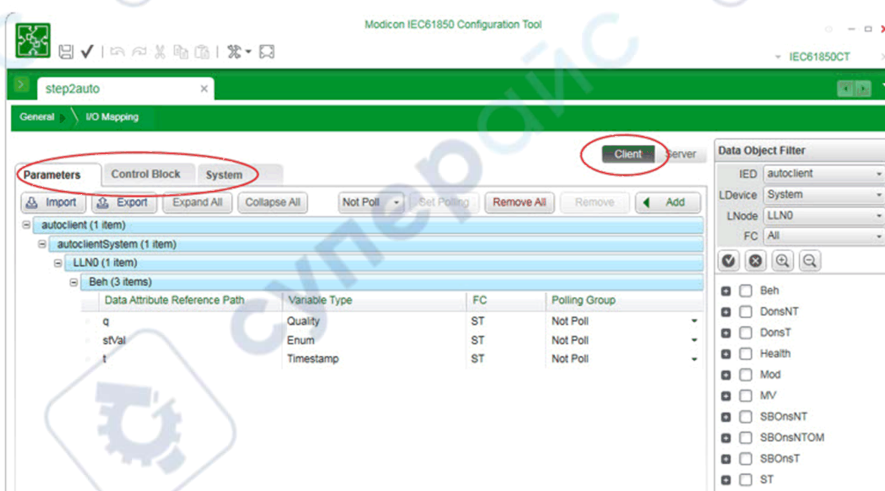 Modicon IEC61850 Configuration Tool
IEC61850CT
step2auto
General I/O Mapping
Client Server
Parameters Control Block System
Import Export Expand All Collapse All Not Poll Set Polling Remove All Remove Add
autoclient (1 item)
autoclientSystem (1 item)
LLN0 (1 item)
Beh (3 items)
Data Attribute Reference Path Variable Type FC Polling Group
q Quality ST Not Poll
stVal Enum ST Not Poll
t Timestamp ST Not Poll
Data Object Filter
IED autoclient
LDevice System
LNode LLN0
FC All
Beh
DonsNT
DonsT
Health
Mod
MV
SBOnsNT
SBOnsNTOM
SBOnsT
ST
суперайс